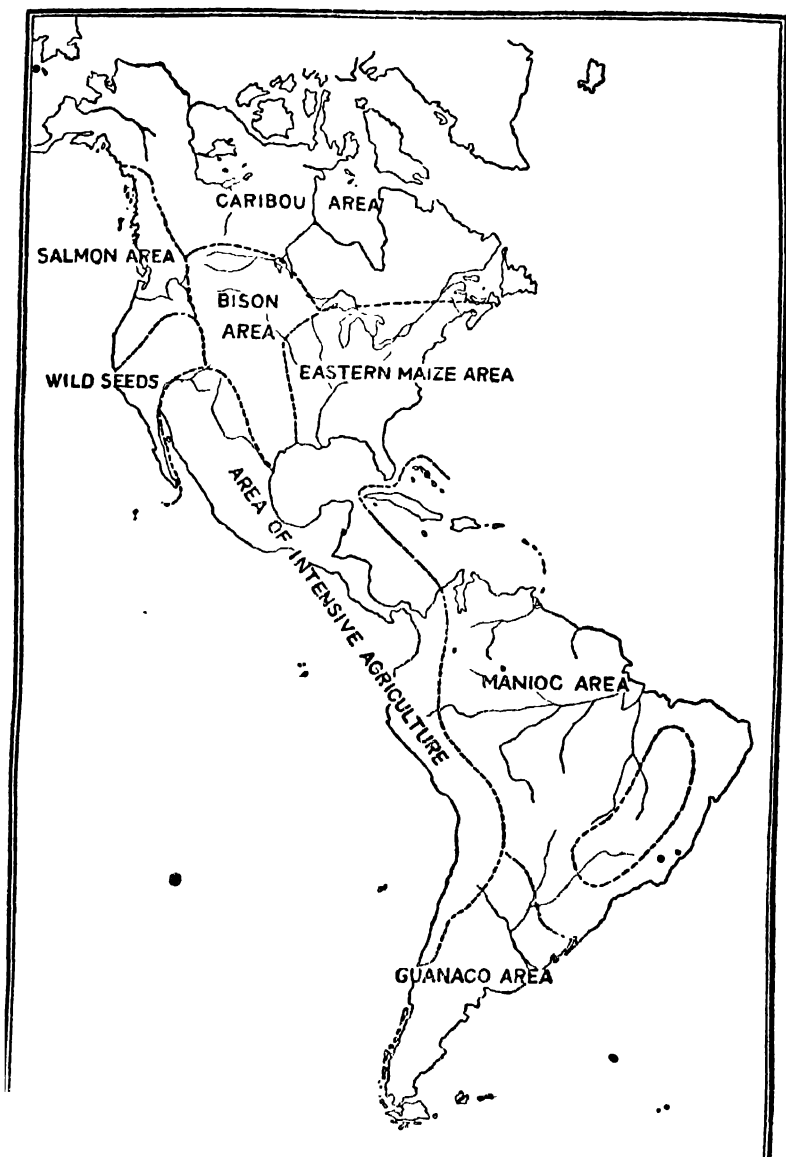 CARIBOU AREA
SALMON AREA
BISON
AREA
EASTERN MAIZE AREA
WILD SEEDS
AREA OF INTENSIVE AGRICULTURE
MANIOC AREA
GUANACO AREA